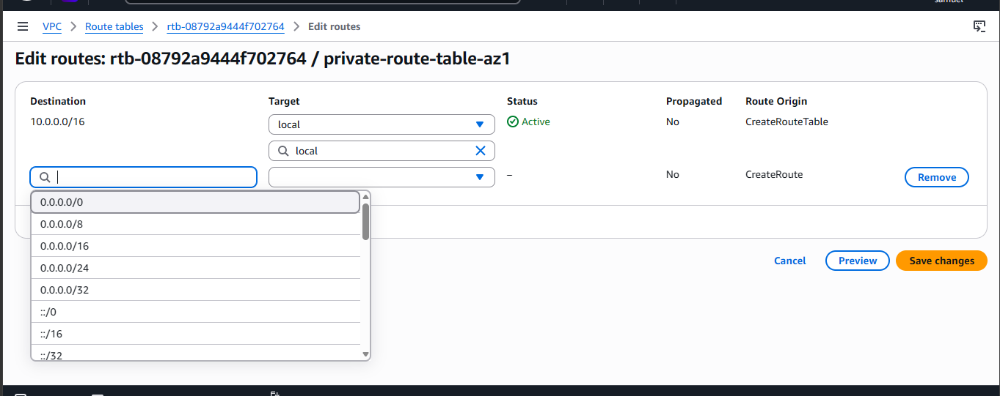 samuel
VPC > Route tables > rtb-08792a9444f702764 > Edit routes
Edit routes: rtb-08792a9444f702764 / private-route-table-az1
Destination Target Status Propagated Route Origin
10.0.0.0/16 local Active No CreateRouteTable
local
– No CreateRoute Remove
0.0.0.0/0
0.0.0.0/8
0.0.0.0/16
0.0.0.0/24
0.0.0.0/32
::/0
::/16
::/32
Cancel Preview Save changes